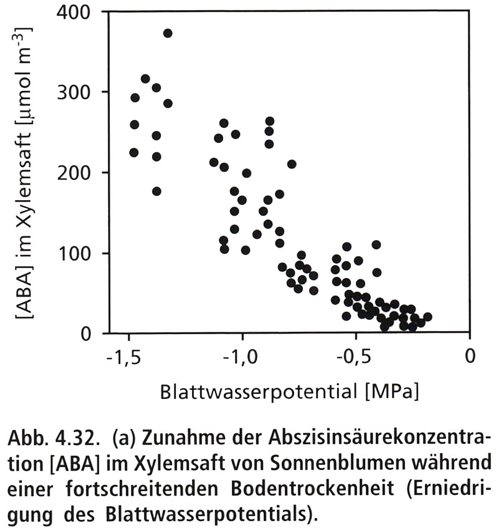 400
300
200
100
0
[ABA] im Xylemsaft [µmol m-3]
-1,5
-1,0
-0,5
0
Blattwasserpotential [MPa]
Abb. 4.32. (a) Zunahme der Abszisinsäurekonzentra-
tion [ABA] im Xylemsaft von Sonnenblumen während
einer fortschreitenden Bodentrockenheit (Erniedri-
gung des Blattwasserpotentials).